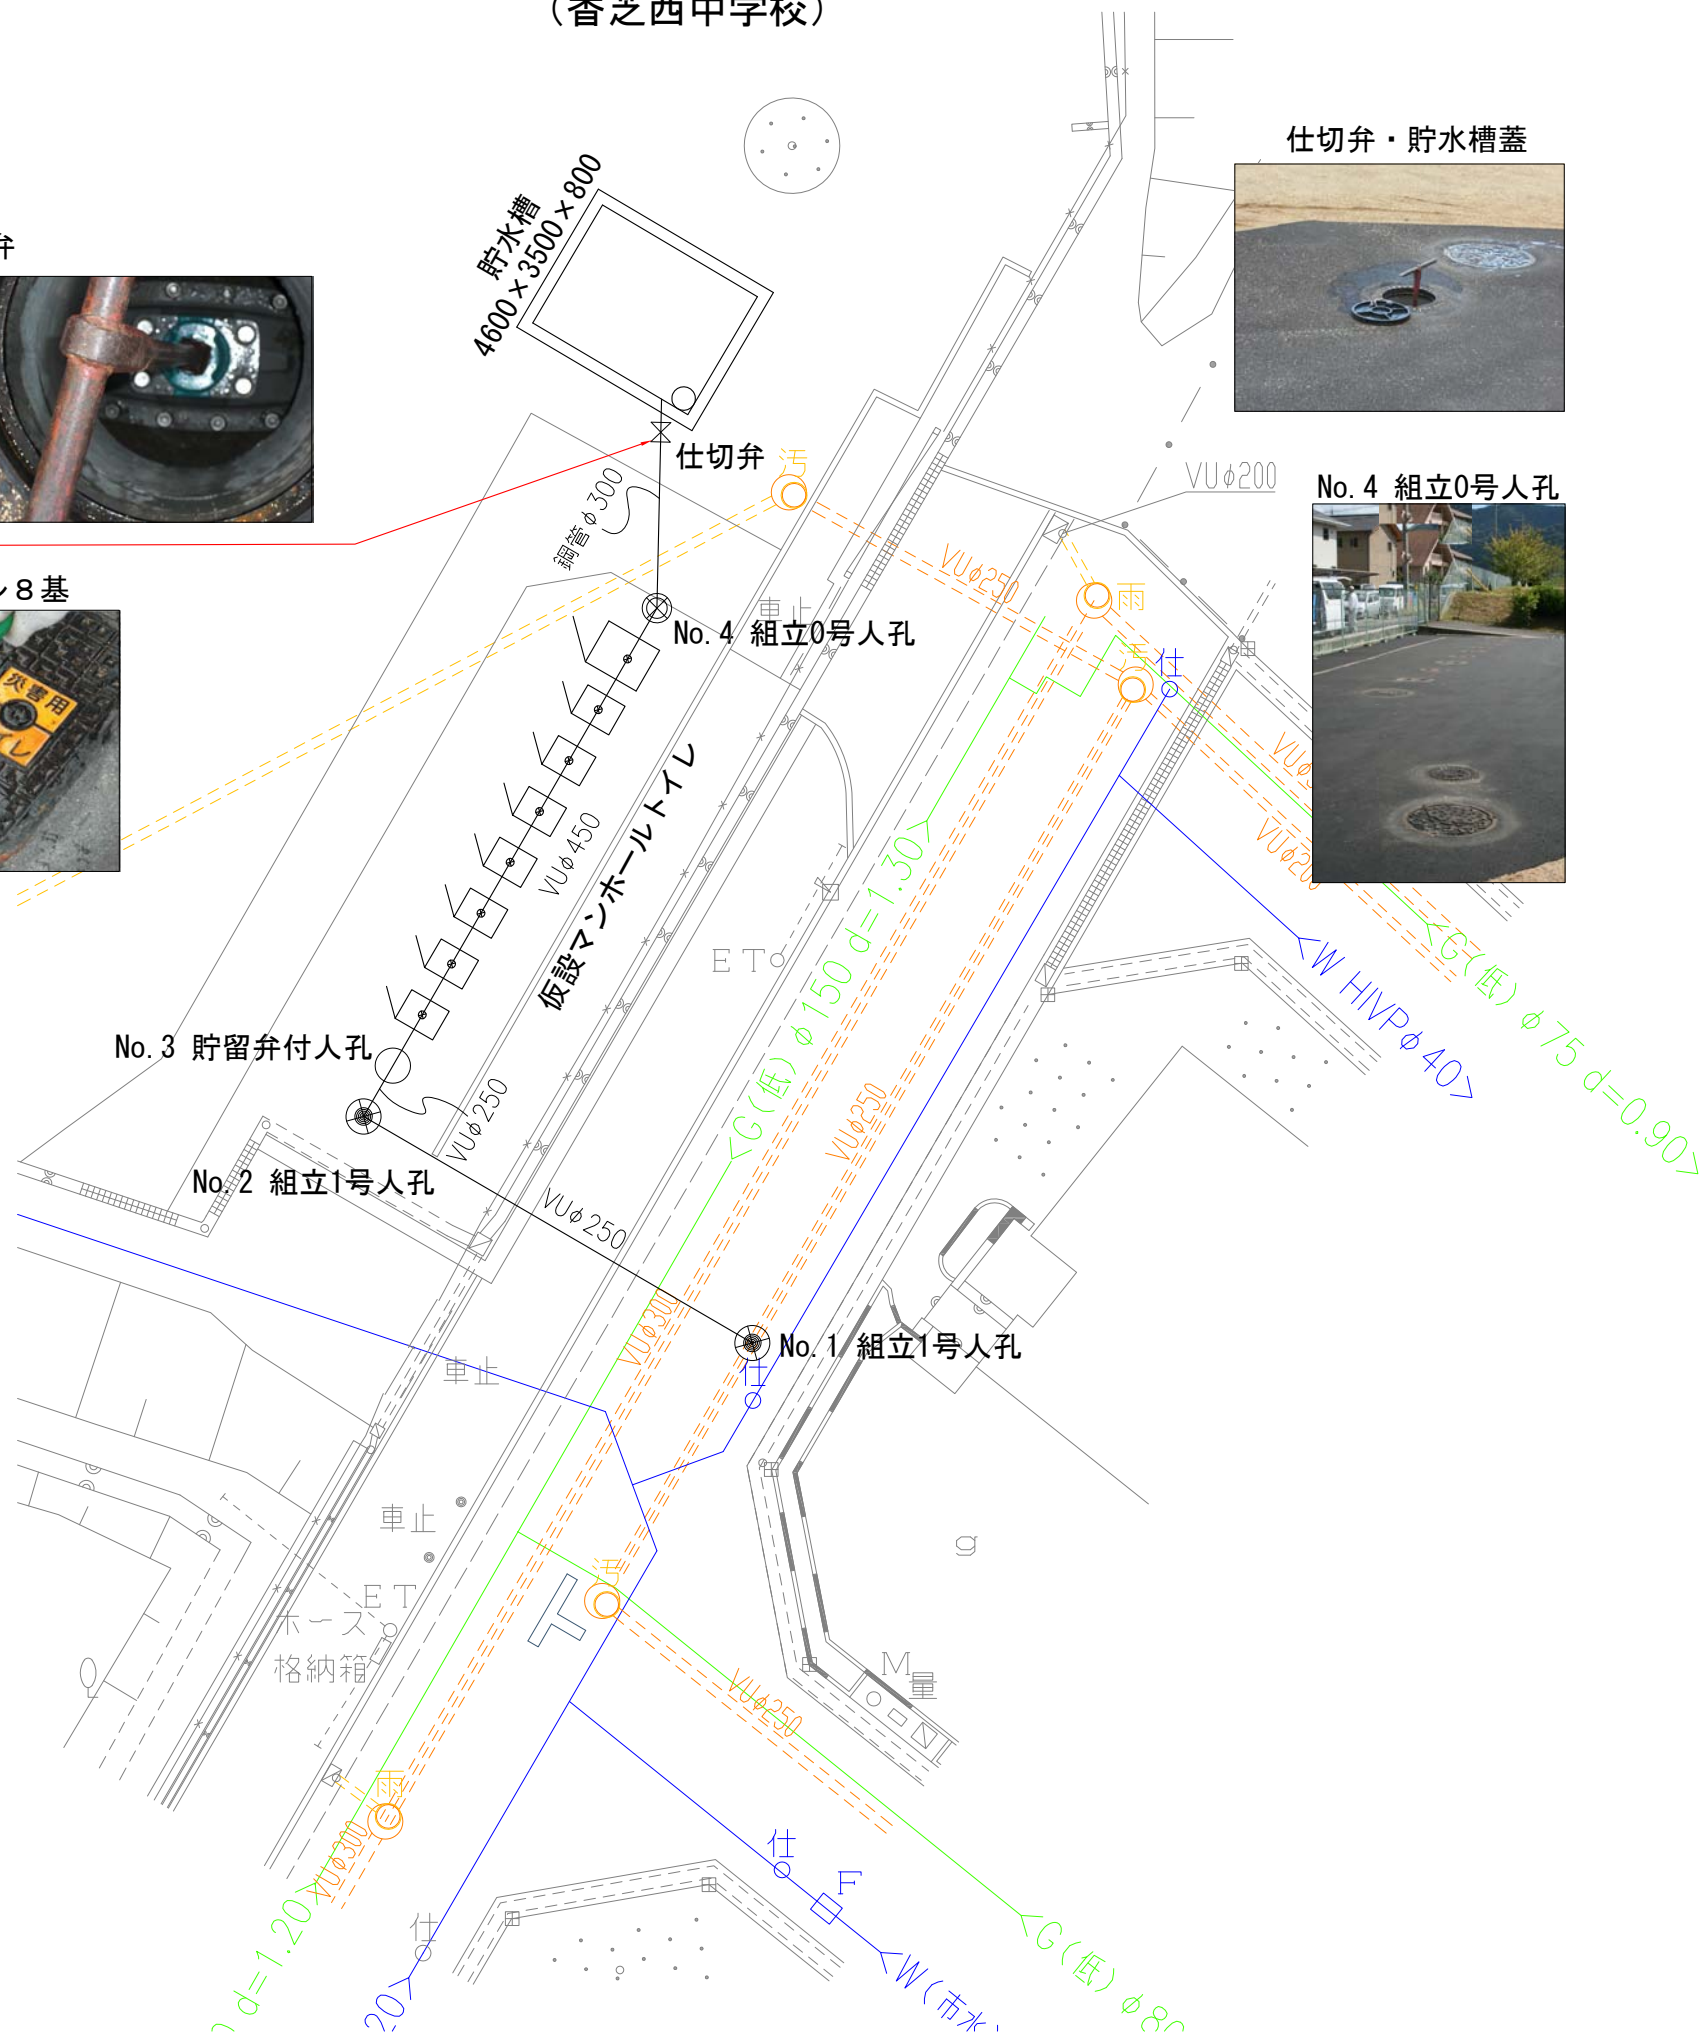 （香芝西中学校）
仕切弁・貯水槽蓋
弁
貯水槽
4600×3500×800
仕切弁
汚
VUφ200
No.4 組立0号人孔
鋼管φ300
VUφ250
８基
災害用
雨
車止
No.4 組立0号人孔
汚
仕
VUφ450
仮設マンホールトイレ
VUφ200
ＥＴ
G(低)φ150 d=1.30
W HIVPφ40
G(低)φ75 d=0.90
No.3 貯留弁付人孔
VUφ250
VUφ250
No.2 組立1号人孔
VUφ250
VUφ300
No.1 組立1号人孔
仕
車止
車止
g
汚
ＥＴ
ホース
格納箱
Q
M
量
VUφ250
雨
VUφ300
仕
F
仕
d=1.20
20
W(市水
G(低)φ80